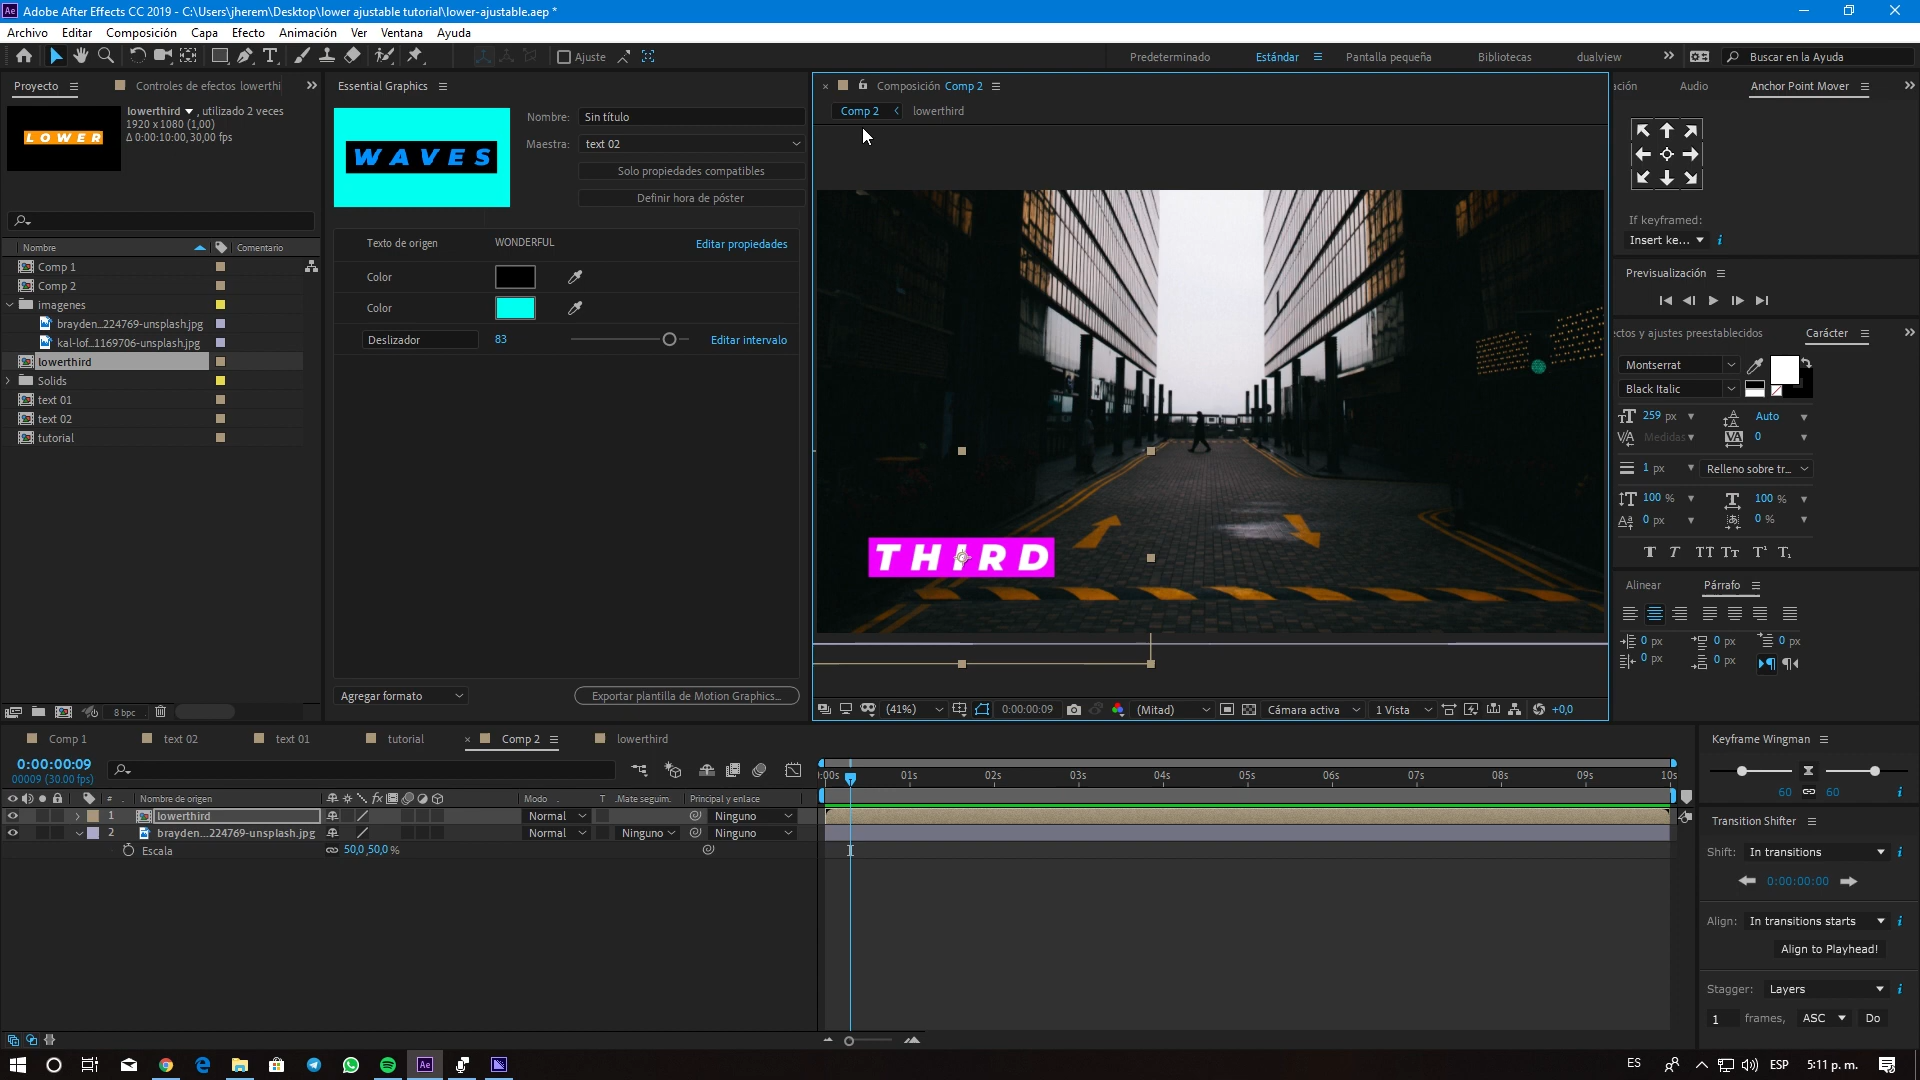 Adobe After Effects CC 2019 - C:\Users\jherem\Desktop\lower ajustable tutorial\lower-ajustable.aep *
Archivo Editar Composición Capa Efecto Animación Ver Ventana Ayuda
Ajuste Predeterminado Estándar Pantalla pequeña Bibliotecas dualview Buscar en la Ayuda
Proyecto Controles de efectos lowerthi
lowerthird , utilizado 2 veces
1920 x 1080 (1,00)
Δ 0:00:10:00, 30,00 fps
LOWER
Nombre Comentario
Comp 1
Comp 2
imagenes
brayden...224769-unsplash.jpg
kal-lof...1169706-unsplash.jpg
lowerthird
Solids
text 01
text 02
tutorial
8 bpc
Essential Graphics
WAVES
Nombre: Sin título
Maestra: text 02
Solo propiedades compatibles
Definir hora de póster
Texto de origen WONDERFUL Editar propiedades
Color
Color
Deslizador 83 Editar intervalo
Agregar formato Exportar plantilla de Motion Graphics...
Composición Comp 2
Comp 2 lowerthird
THIRD
(41%) 0:00:00:09 (Mitad) Cámara activa 1 Vista +0,0
ación Audio Anchor Point Mover
If keyframed:
Insert ke...
Previsualización
ectos y ajustes preestablecidos Carácter
Montserrat
Black Italic
259 px Auto
Medidas 0
1 px Relleno sobre tr...
100 % 100 %
0 px 0 %
T T TT Tt T¹ T₁
Alinear Párrafo
0 px 0 px 0 px
0 px 0 px
Comp 1 text 02 text 01 tutorial Comp 2 lowerthird
0:00:00:09
00009 (30.00 fps)
:00s 01s 02s 03s 04s 05s 06s 07s 08s 09s 10s
# Nombre de origen fx Modo T .Mate seguim. Principal y enlace
1 lowerthird Normal Ninguno
2 brayden...224769-unsplash.jpg Normal Ninguno Ninguno
Escala 50,0,50,0 %
Keyframe Wingman
60 60
Transition Shifter
Shift: In transitions
0:00:00:00
Align: In transitions starts
Align to Playhead!
Stagger: Layers
1 frames, ASC Do
ES ESP 5:11 p. m.